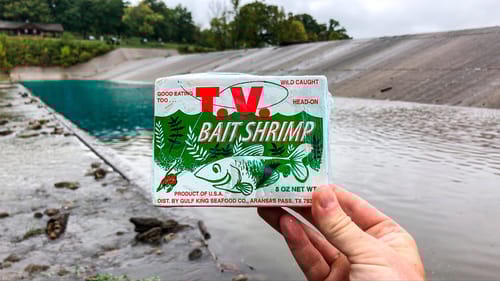 WILD CAUGHT
GOOD EATING
TOO...
T.V.
HEAD-ON
BAIT SHRIMP
8 OZ NET WT
PRODUCT OF U.S.A.
DIST. BY GULF KING SEAFOOD CO., ARANSAS PASS, TX